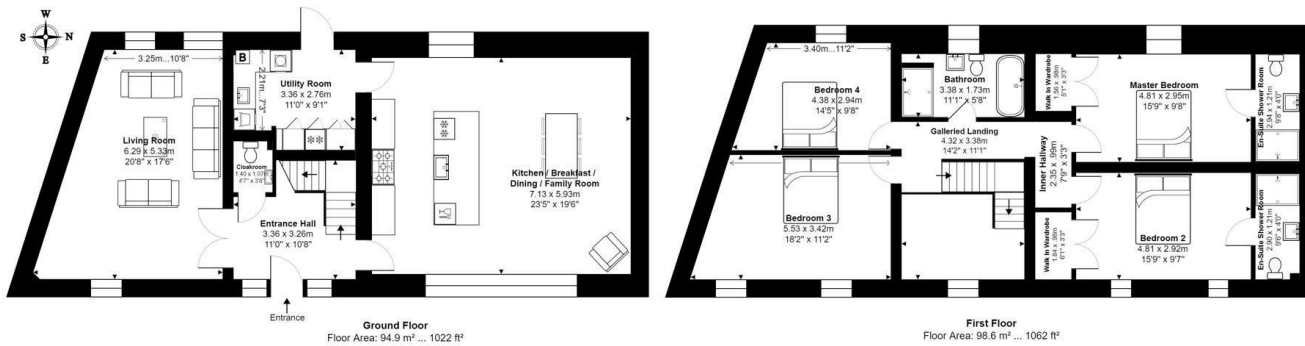 W
S N
E
3.25m...10'8"
Living Room
6.29 x 5.33m
20'8" x 17'6"
B
2.21m...7'3"
Utility Room
3.36 x 2.76m
11'0" x 9'1"
Cloakroom
1.40 x 1.07m
4'7" x 3'6"
Entrance Hall
3.36 x 3.26m
11'0" x 10'8"
Kitchen / Breakfast /
Dining / Family Room
7.13 x 5.93m
23'5" x 19'6"
Entrance
Ground Floor
Floor Area: 94.9 m² ... 1022 ft²
3.40m...11'2"
Bedroom 4
4.38 x 2.94m
14'5" x 9'8"
Bathroom
3.38 x 1.73m
11'1" x 5'8"
Walk In Wardrobe
1.56 x .98m
5'1" x 3'3"
Master Bedroom
4.81 x 2.95m
15'9" x 9'8"
En-Suite Shower Room
2.94 x 1.21m
9'8" x 4'0"
Galleried Landing
4.32 x 3.38m
14'2" x 11'1"
Inner Hallway
2.35 x .99m
7'9" x 3'3"
Bedroom 3
5.53 x 3.42m
18'2" x 11'2"
Walk In Wardrobe
1.84 x .98m
6'1" x 3'3"
Bedroom 2
4.81 x 2.92m
15'9" x 9'7"
En-Suite Shower Room
2.90 x 1.21m
9'6" x 4'0"
First Floor
Floor Area: 98.6 m² ... 1062 ft²